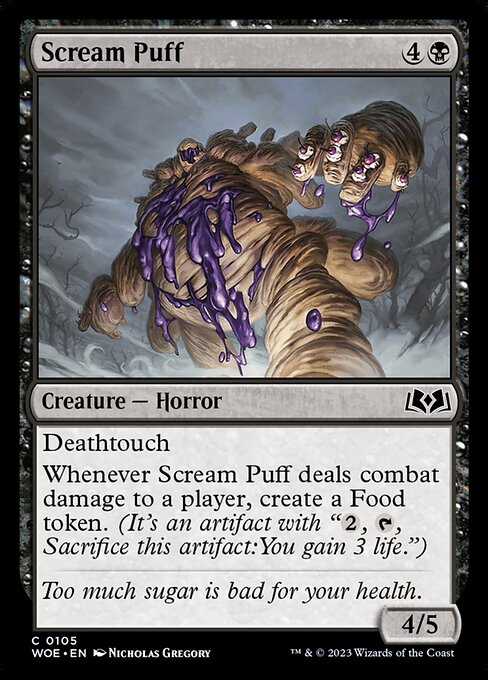 Scream Puff 4
Creature — Horror
Deathtouch
Whenever Scream Puff deals combat
damage to a player, create a Food
token. (It's an artifact with “2, ,
Sacrifice this artifact:You gain 3 life.”)
Too much sugar is bad for your health.
4/5
C 0105
WOE • EN Nicholas Gregory
™ & © 2023 Wizards of the Coast